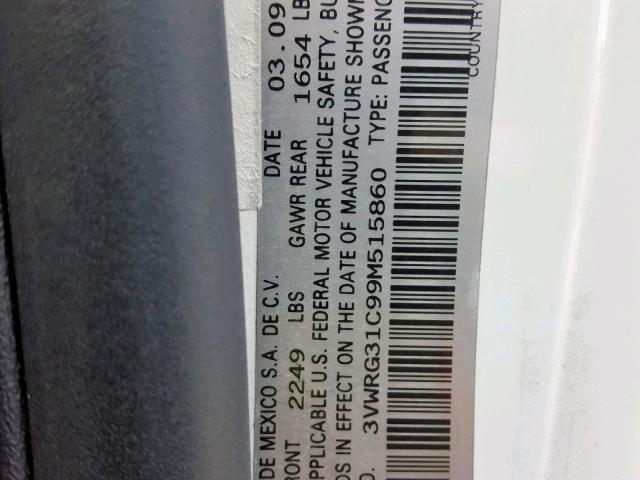 DE MEXICO S.A. DE C.V. DATE 03.09
RONT 2249 LBS GAWR REAR 1654 LB
PPLICABLE U.S. FEDERAL MOTOR VEHICLE SAFETY, BU
DS IN EFFECT ON THE DATE OF MANUFACTURE SHOWN
O. 3VWRG31C99M515860 TYPE: PASSENG
COUNTRY